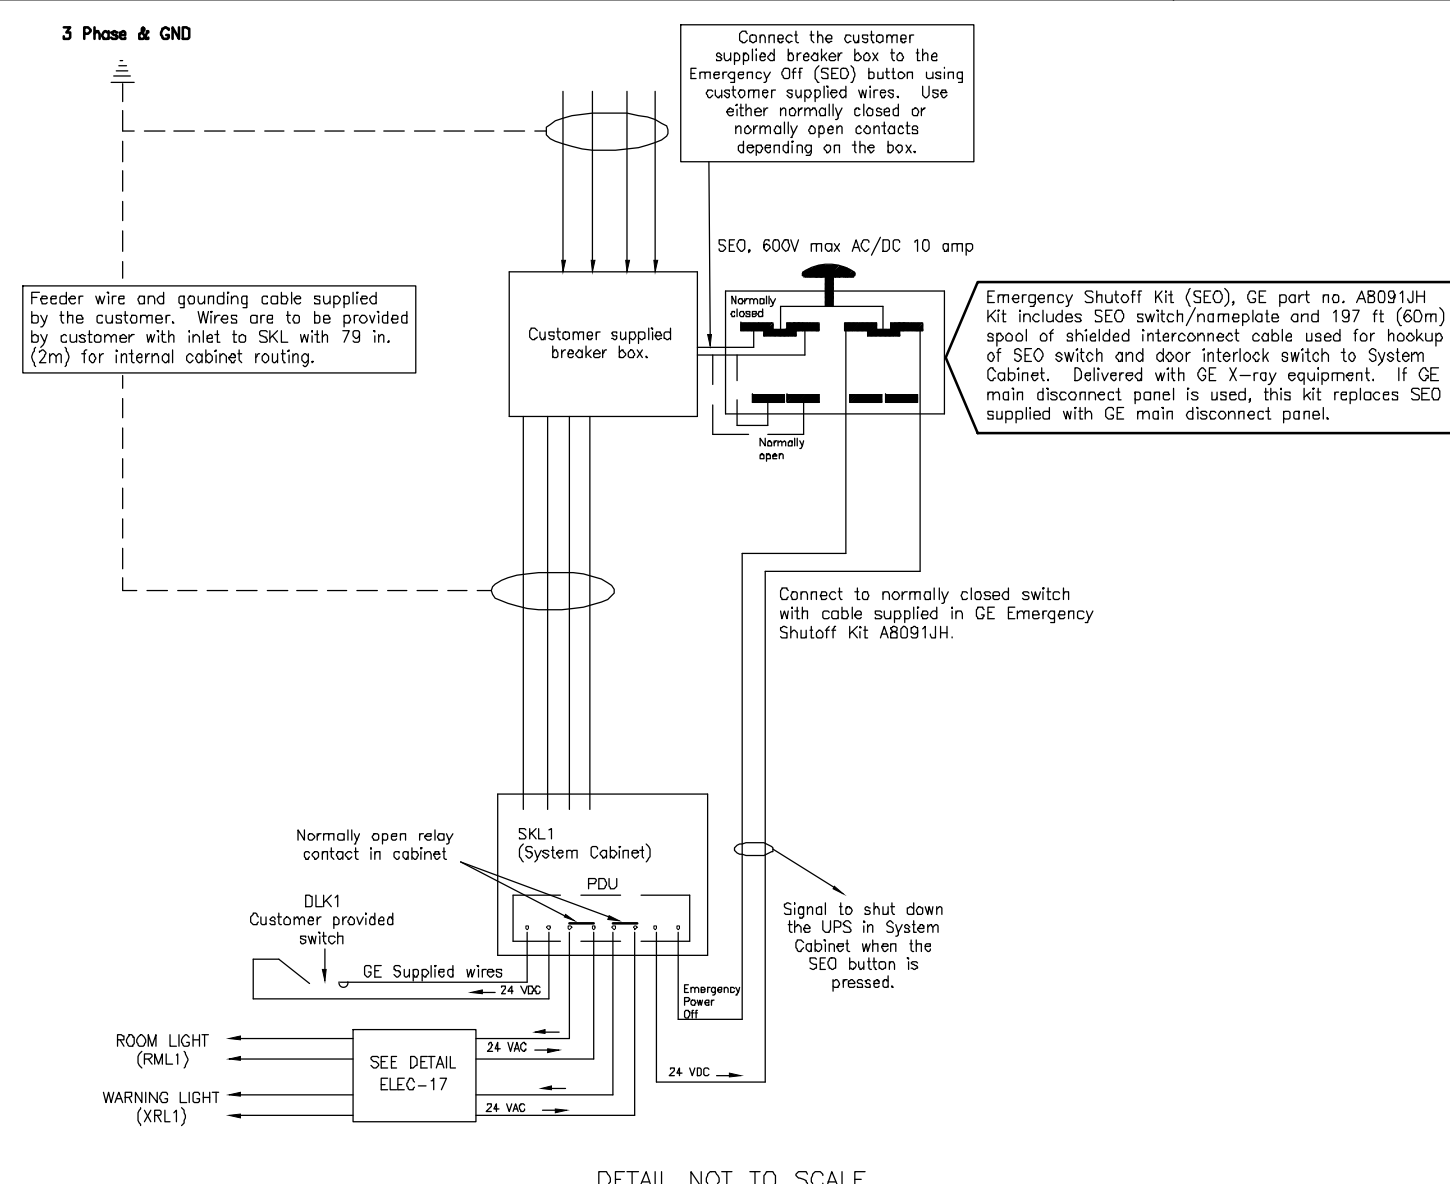 3 Phase & GND
Connect the customer
supplied breaker box to the
Emergency Off (SEO) button using
customer supplied wires. Use
either normally closed or
normally open contacts
depending on the box.
SEO, 600V max AC/DC 10 amp
Normally
closed
Feeder wire and gounding cable supplied
by the customer. Wires are to be provided
by customer with inlet to SKL with 79 in.
(2m) for internal cabinet routing.
Customer supplied
breaker box.
Emergency Shutoff Kit (SEO), GE part no. A8091JH
Kit includes SEO switch/nameplate and 197 ft (60m)
spool of shielded interconnect cable used for hookup
of SEO switch and door interlock switch to System
Cabinet. Delivered with GE X-ray equipment. If GE
main disconnect panel is used, this kit replaces SEO
supplied with GE main disconnect panel.
Normally
open
Connect to normally closed switch
with cable supplied in GE Emergency
Shutoff Kit A8091JH.
Normally open relay
contact in cabinet
SKL1
(System Cabinet)
PDU
DLK1
Customer provided
switch
GE Supplied wires
24 VDC
Signal to shut down
the UPS in System
Cabinet when the
SEO button is
pressed.
Emergency
Power
Off
ROOM LIGHT
(RML1)
SEE DETAIL
ELEC-17
24 VAC
24 VDC
WARNING LIGHT
(XRL1)
24 VAC
DETAIL NOT TO SCALE